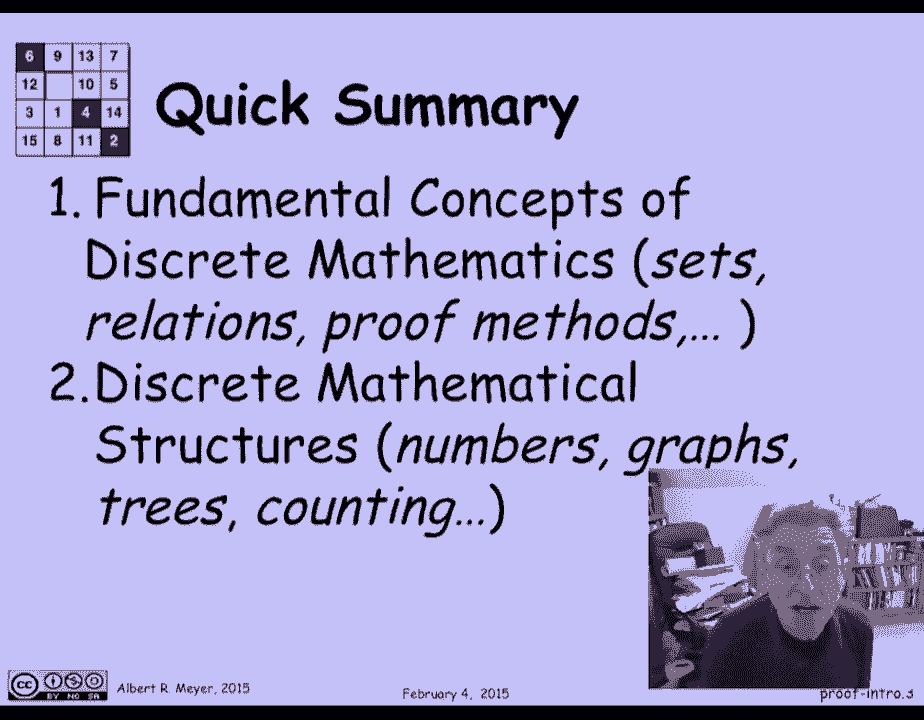 6 9 13 7
12 10 5
3 1 4 14
15 8 11 2
Quick Summary
1. Fundamental Concepts of
Discrete Mathematics (sets,
relations, proof methods,... )
2. Discrete Mathematical
Structures (numbers, graphs,
trees, counting...)
cc
BY NC SA
Albert R. Meyer, 2015
February 4, 2015
proof-intro.3